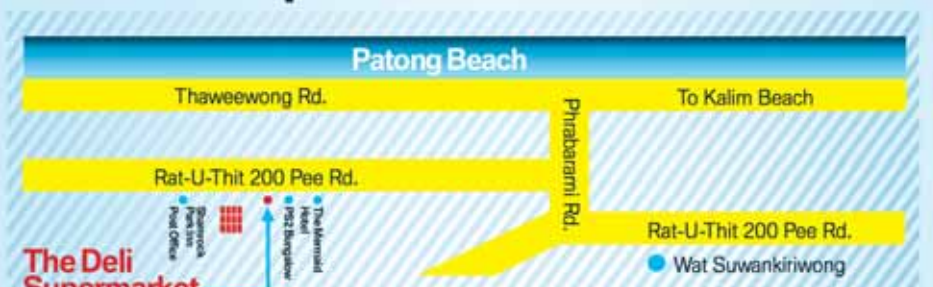 Patong Beach
Thaweewong Rd.
To Kalim Beach
Phrabarami Rd.
Rat-U-Thit 200 Pee Rd.
Rat-U-Thit 200 Pee Rd.
Wat Suwankiriwong
The Mermaid
Hotel
PS2 Bungalow
Shamrock
Park Inn
Post Office
The Deli
Supermarket